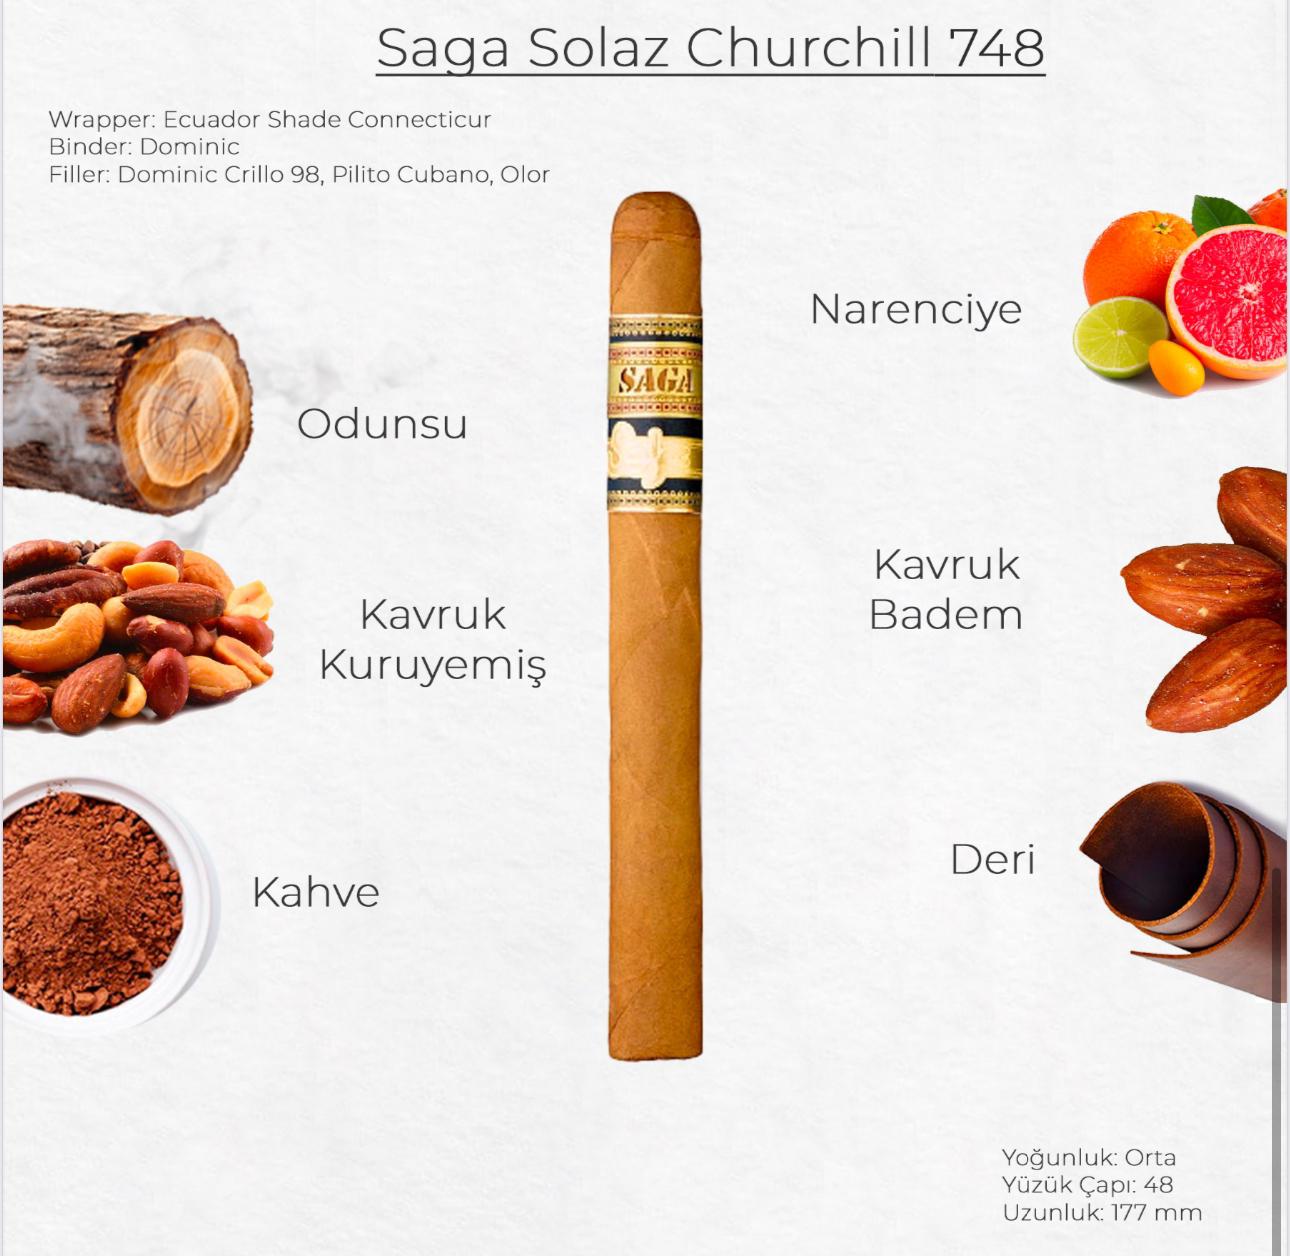 Saga Solaz Churchill 748
Wrapper: Ecuador Shade Connecticur
Binder: Dominic
Filler: Dominic Crillo 98, Pilito Cubano, Olor
SAGA
Narenciye
Odunsu
Kavruk
Badem
Kavruk
Kuruyemiş
Deri
Kahve
Yoğunluk: Orta
Yüzük Çapı: 48
Uzunluk: 177 mm